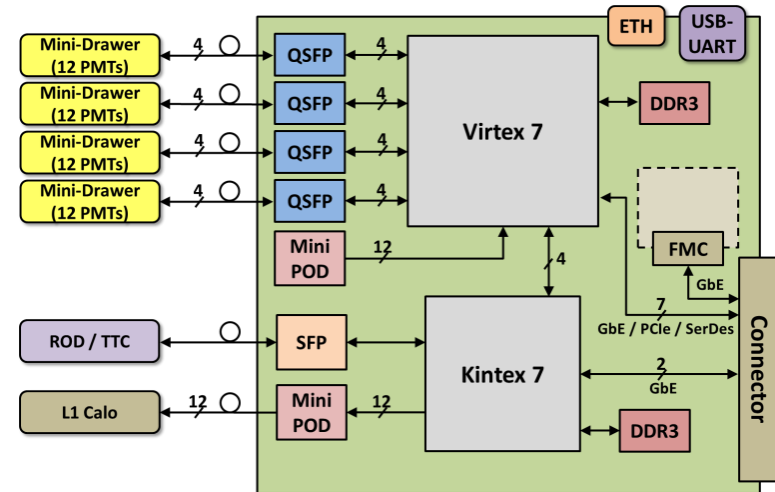 ETH
USB-
UART
Mini-Drawer
(12 PMTs)
4
QSFP
4
Mini-Drawer
(12 PMTs)
4
QSFP
4
Mini-Drawer
(12 PMTs)
4
QSFP
4
Mini-Drawer
(12 PMTs)
4
QSFP
4
Virtex 7
DDR3
Mini
POD
12
4
FMC
GbE
7
GbE / PCIe / SerDes
ROD / TTC
SFP
Kintex 7
2
GbE
Connector
L1 Calo
12
Mini
POD
12
DDR3